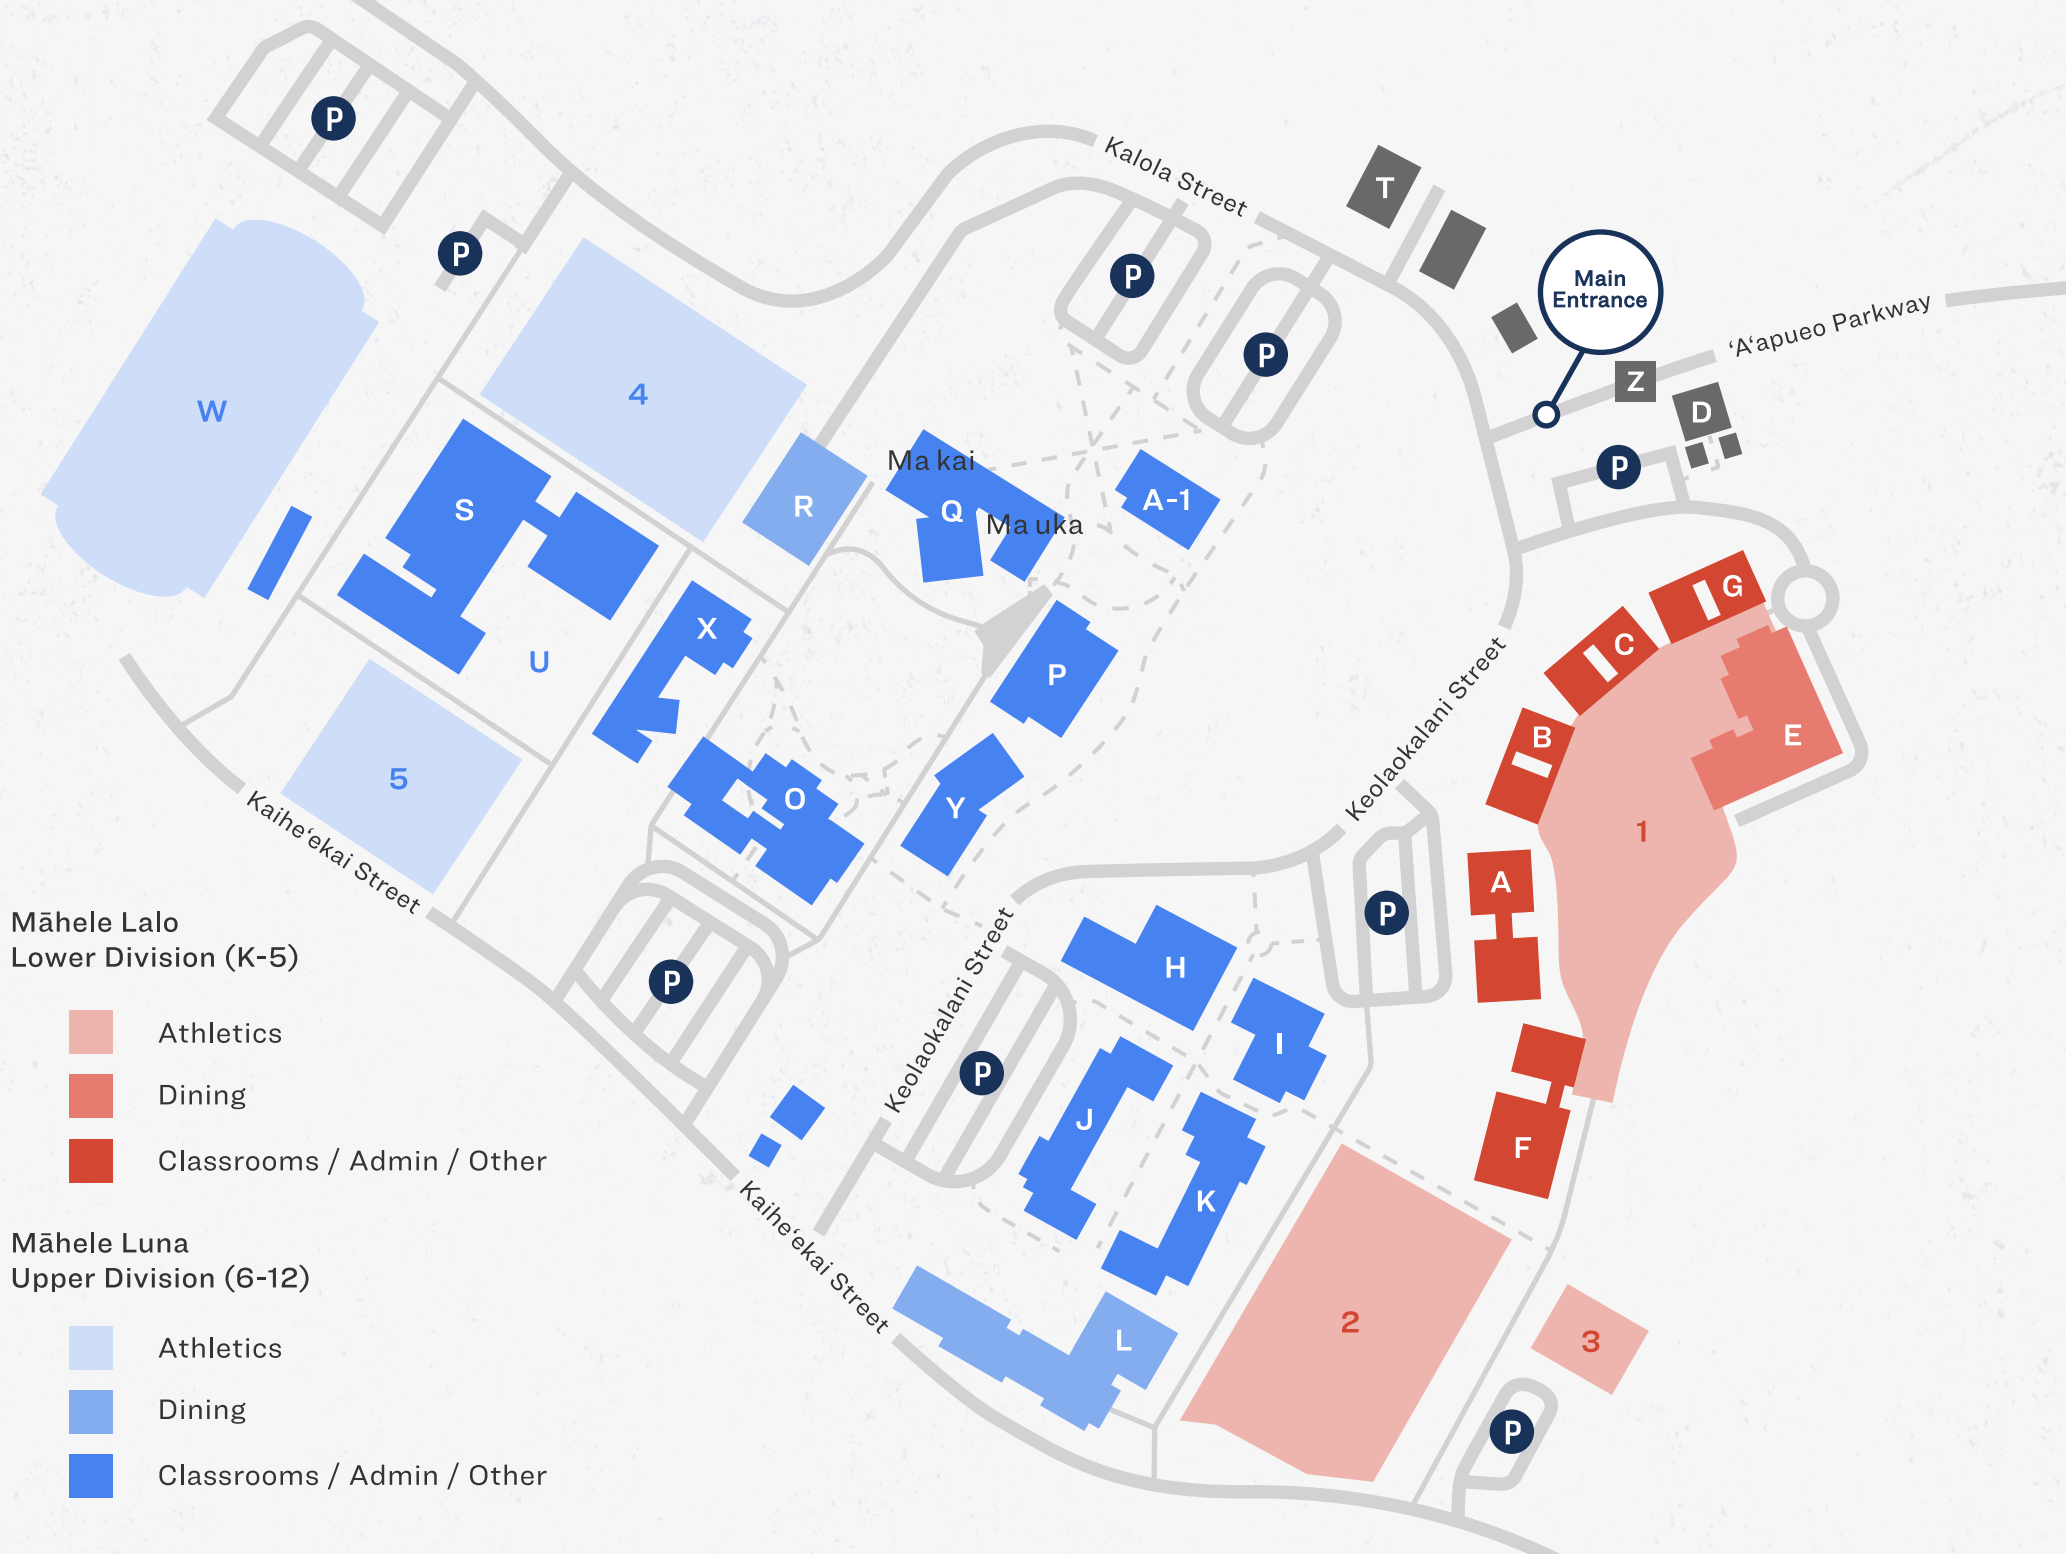 P
P
Kalola Street
P
P
T
Main
Entrance
ʻAʻapueo Parkway
Z
D
P
W
4
S
R
Ma kai
Q
Ma uka
A-1
X
U
P
O
Y
5
Kaiheʻekai Street
G
C
B
E
1
A
Keolaokalani Street
P
H
I
P
Keolaokalani Street
P
J
K
F
Kaiheʻekai Street
L
2
3
P
Māhele Lalo
Lower Division (K-5)
Athletics
Dining
Classrooms / Admin / Other
Māhele Luna
Upper Division (6-12)
Athletics
Dining
Classrooms / Admin / Other